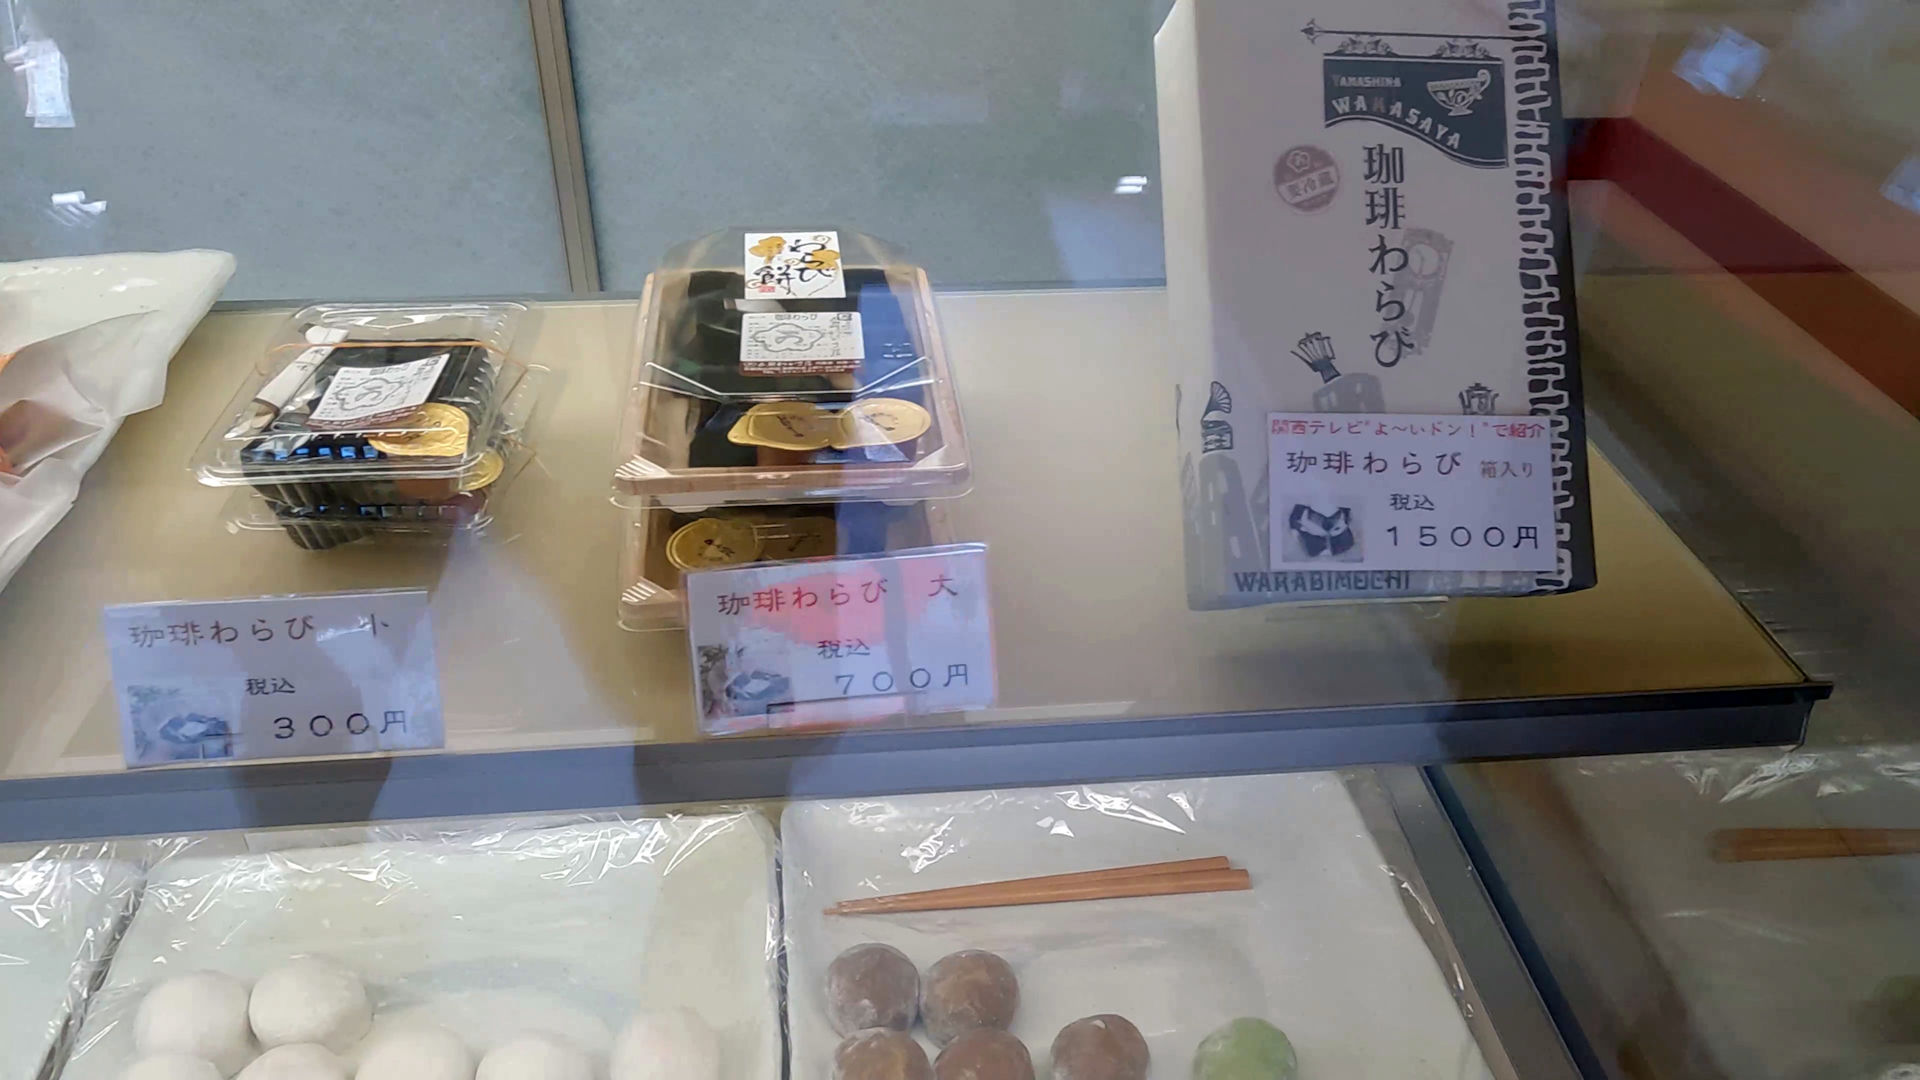 YAMASHINA
WAKASAYA
珈琲わらび
要冷蔵
わらび
餅
珈琲わらび
関西テレビ"よ〜いドン！"で紹介
珈琲わらび 箱入り
税込
1500円
WARABIMOCHI
珈琲わらび 大
税込
700円
珈琲わらび 小
税込
300円